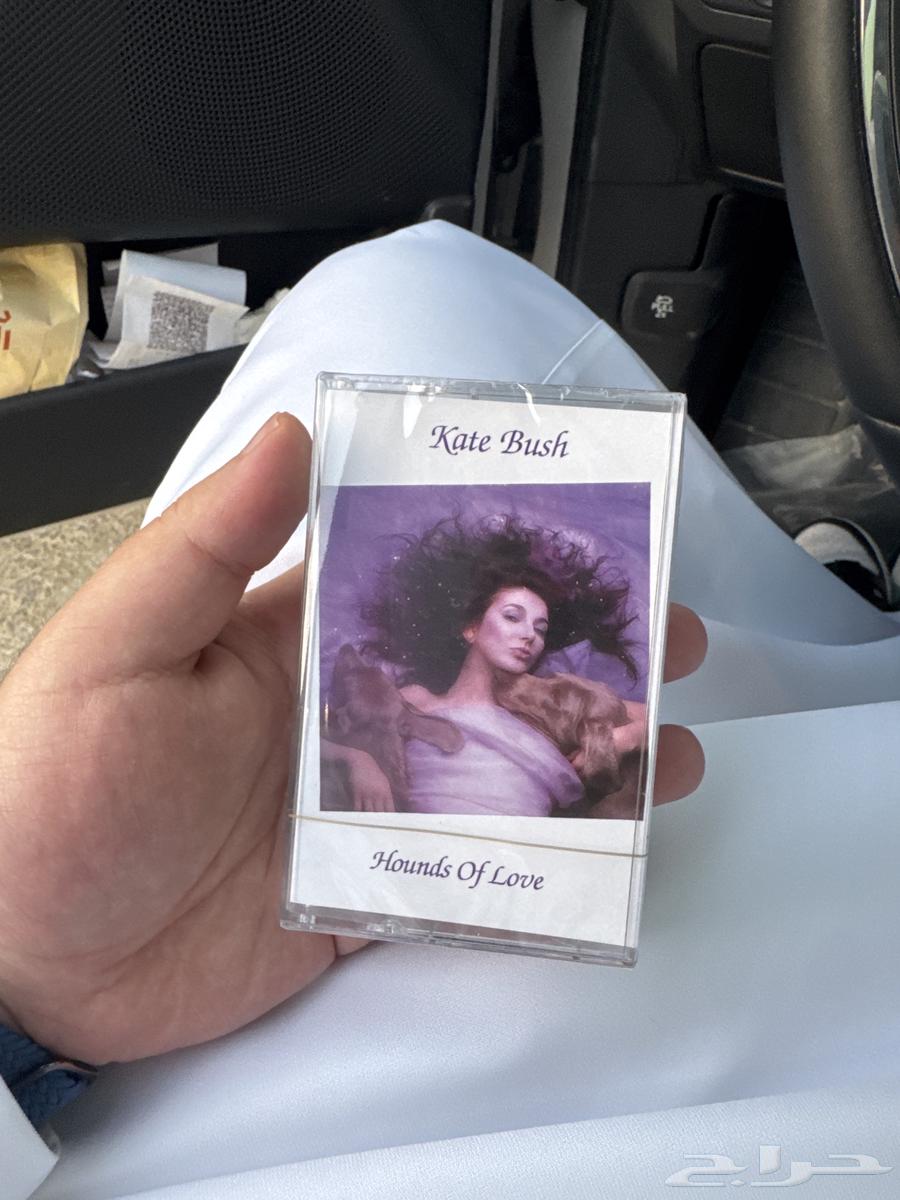 Kate Bush
Hounds Of Love
حراج